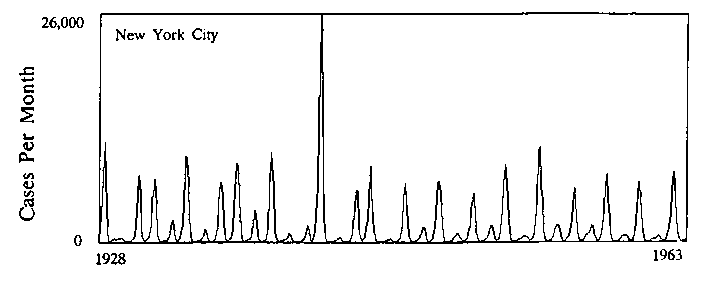 26,000
New York City
Cases Per Month
0
1928
1963